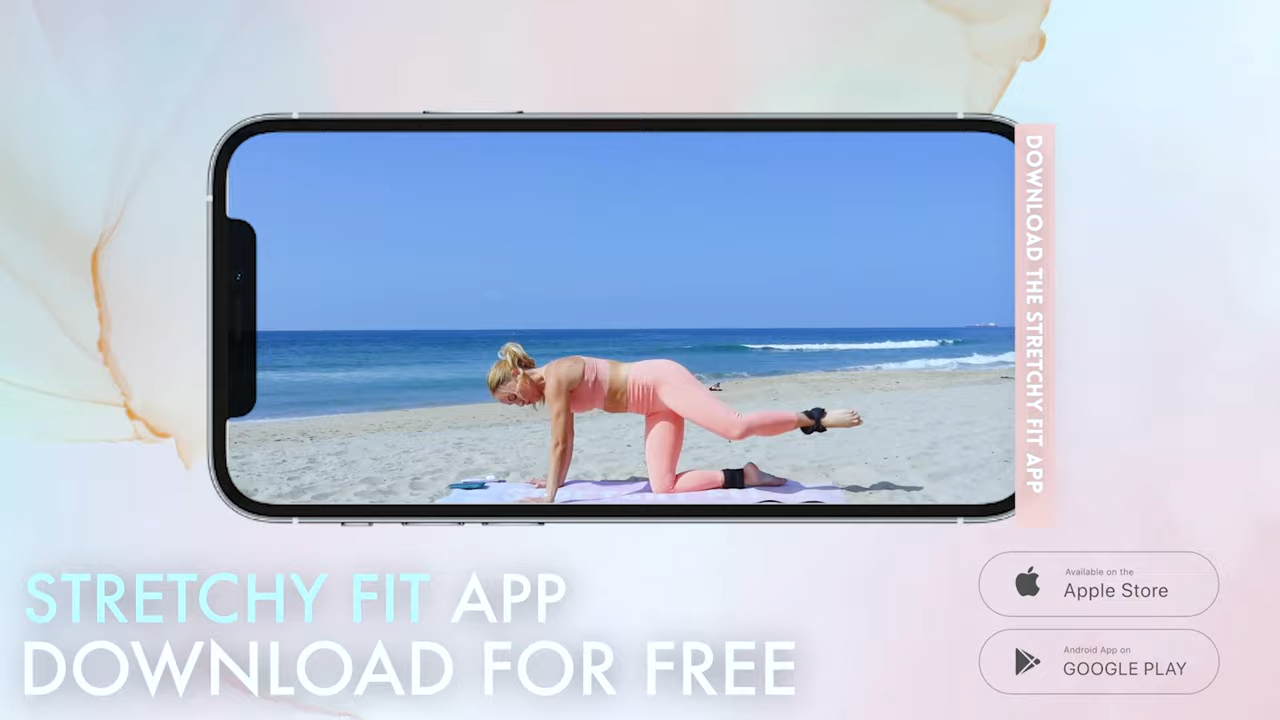 DOWNLOAD THE STRETCHY FIT APP
STRETCHY FIT APP
DOWNLOAD FOR FREE
Available on the
Apple Store
Android App on
GOOGLE PLAY